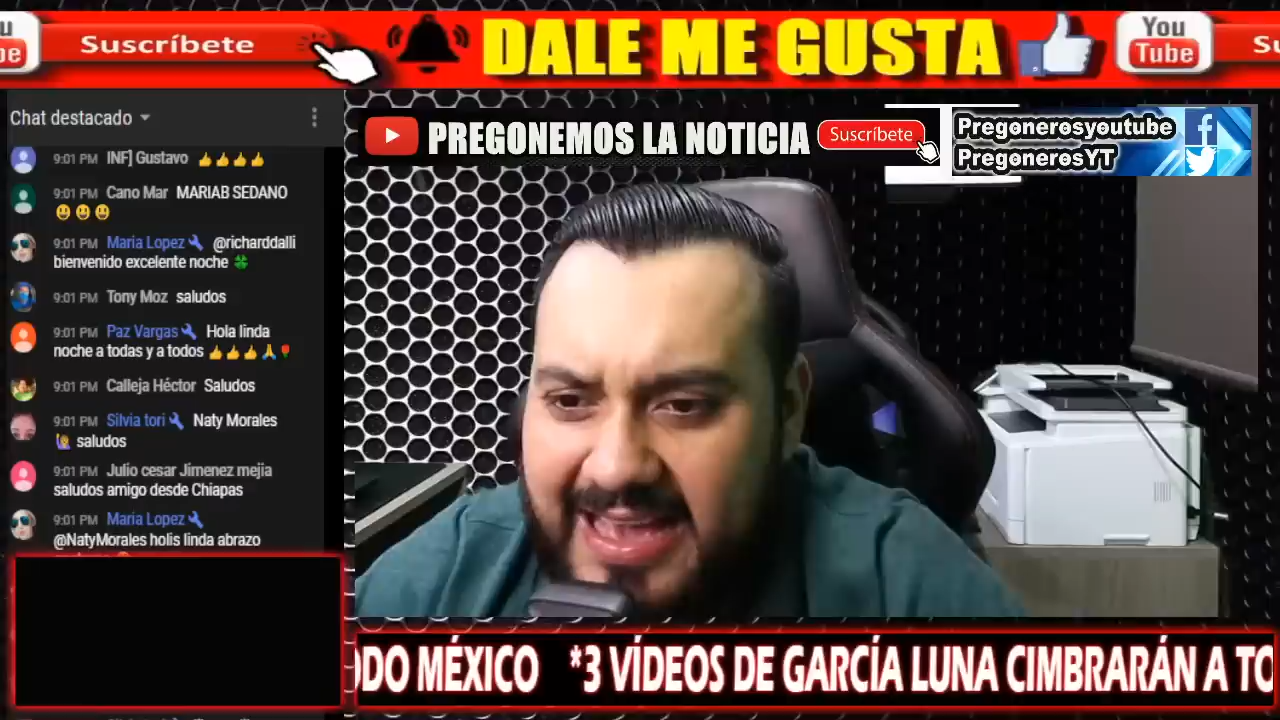 Suscríbete
DALE ME GUSTA
You
Tube
Chat destacado
PREGONEMOS LA NOTICIA
Suscríbete
Pregonerosyoutube
PregonerosYT
9:01 PM INF] Gustavo 👍👍👍👍
9:01 PM Cano Mar MARIAB SEDANO
😃😃😃
9:01 PM Maria Lopez @richarddalli
bienvenido excelente noche 🍀
9:01 PM Tony Moz saludos
9:01 PM Paz Vargas Hola linda
noche a todas y a todos 👍👍👍🙏🌹
9:01 PM Calleja Héctor Saludos
9:01 PM Silvia tori Naty Morales
🙋 saludos
9:01 PM Julio cesar Jimenez mejia
saludos amigo desde Chiapas
9:01 PM Maria Lopez
@NatyMorales holis linda abrazo
ODO MÉXICO *3 VÍDEOS DE GARCÍA LUNA CIMBRARÁN A TO